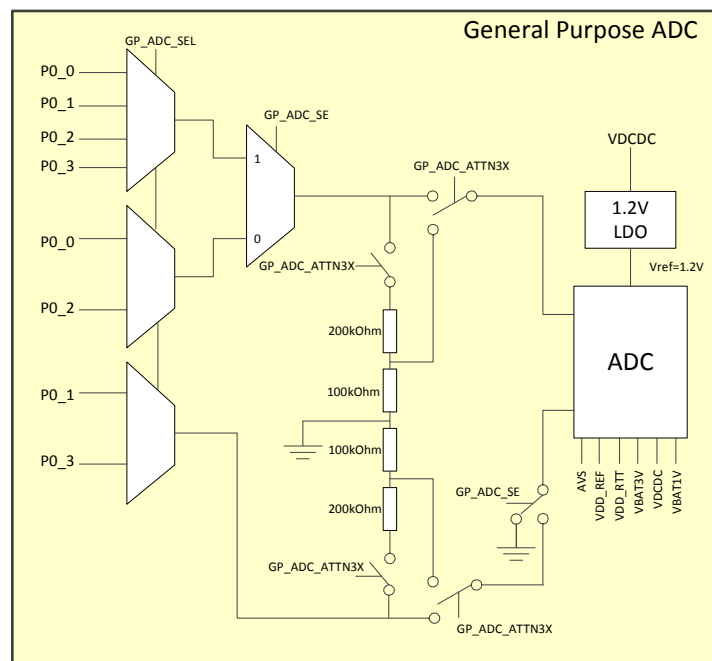 General Purpose ADC
GP_ADC_SEL
P0_0
P0_1
P0_2
P0_3
GP_ADC_SE
1
0
P0_0
P0_2
P0_1
P0_3
GP_ADC_ATTN3X
GP_ADC_ATTN3X
200kOhm
100kOhm
100kOhm
200kOhm
GP_ADC_ATTN3X
GP_ADC_ATTN3X
GP_ADC_SE
VDCDC
1.2V
LDO
Vref=1.2V
ADC
AVS
VDD_REF
VDD_RTT
VBAT3V
VDCDC
VBAT1V